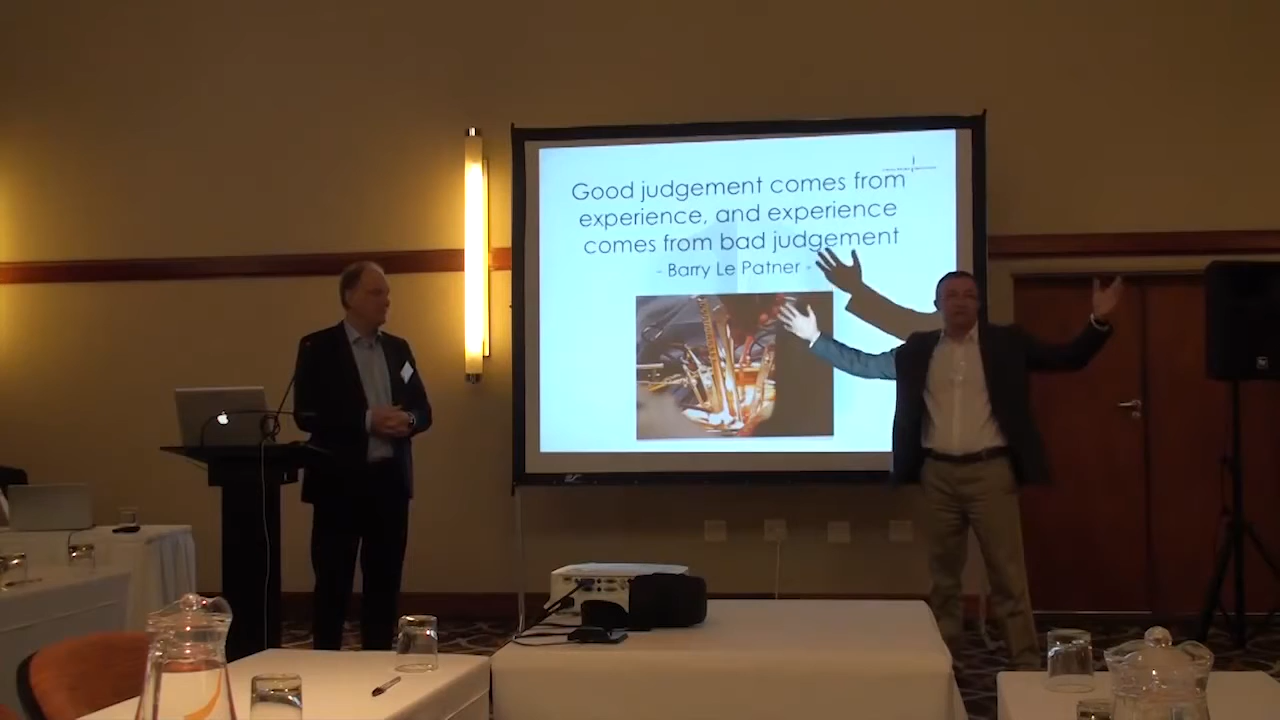 Good judgement comes from
experience, and experience
comes from bad judgement
- Barry Le Patner -